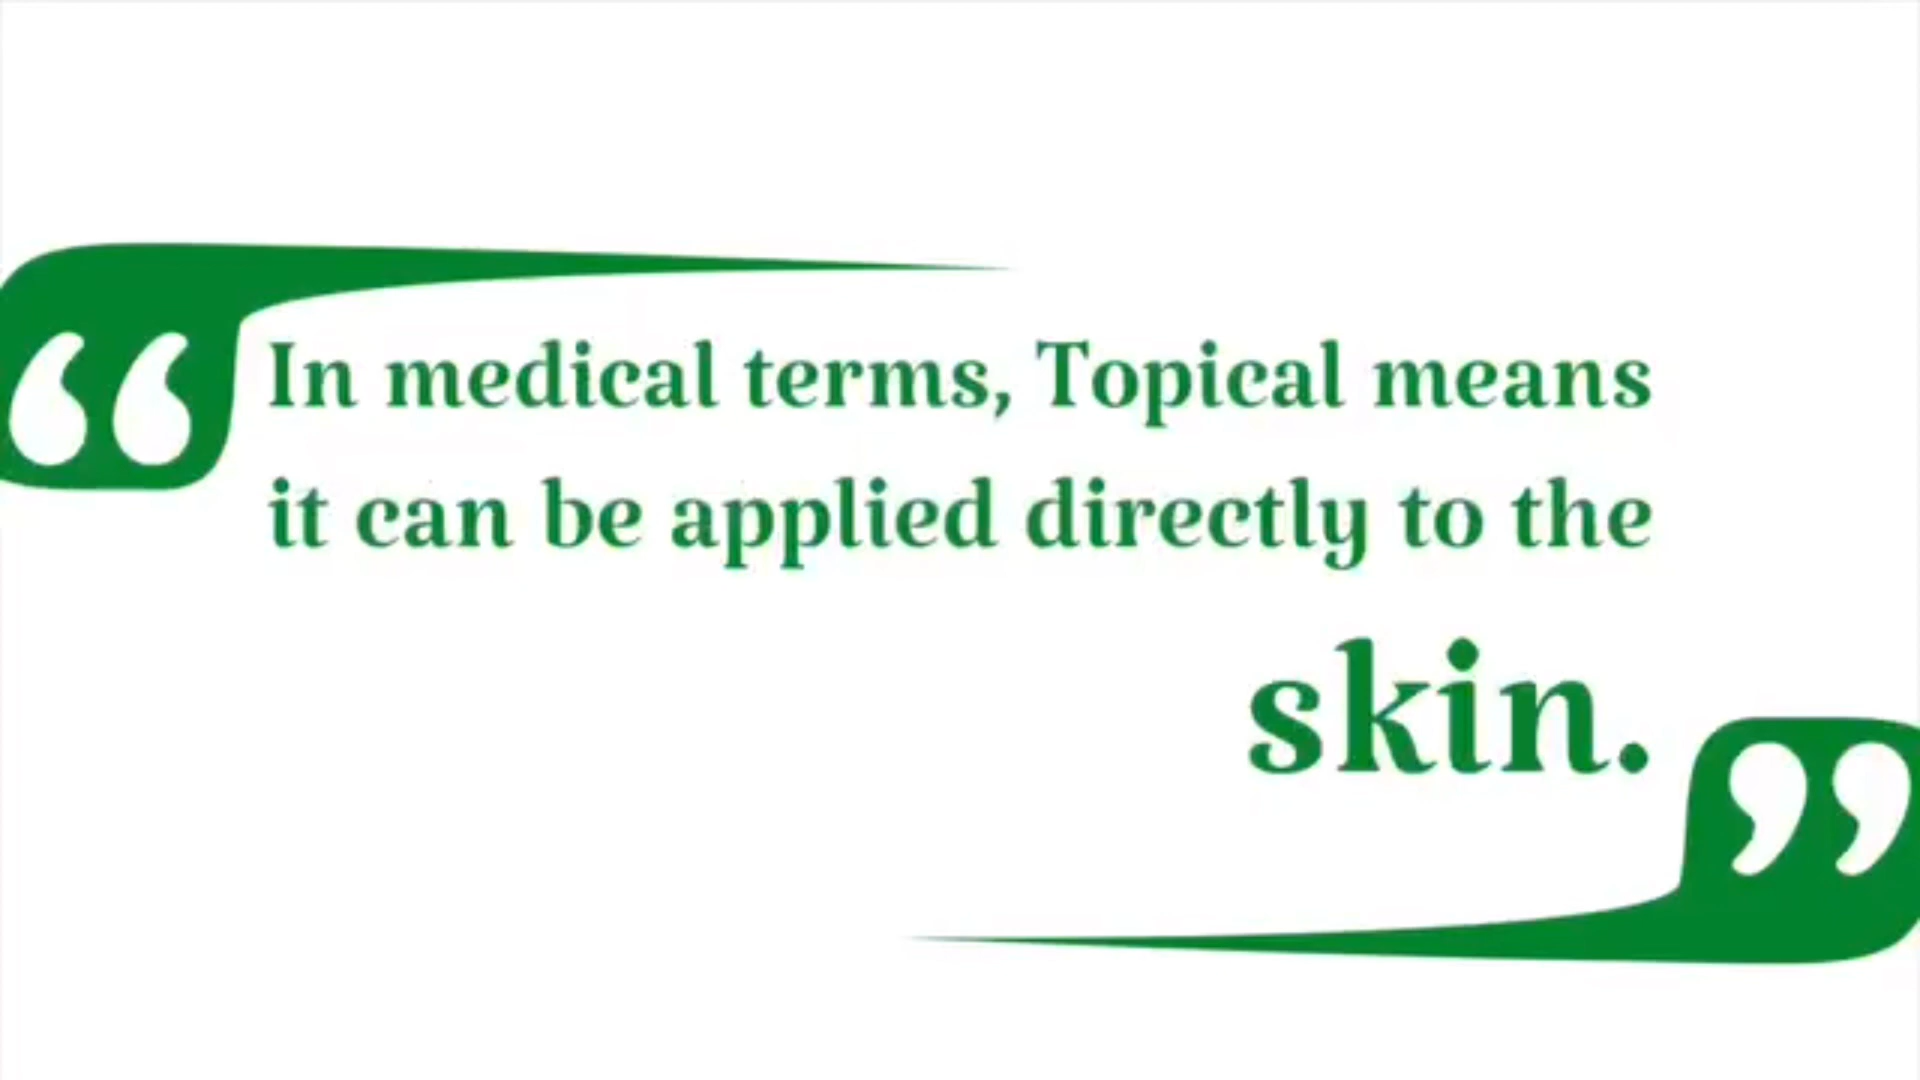 “In medical terms, Topical means
it can be applied directly to the
skin.”